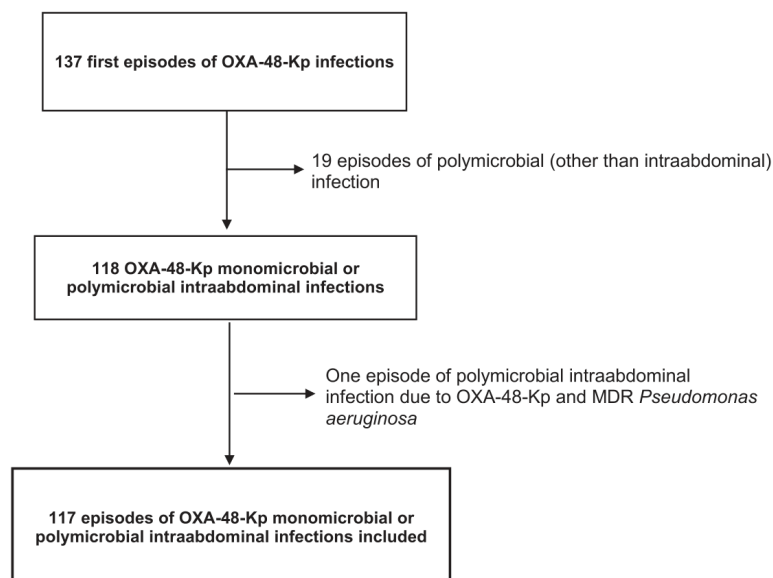 137 first episodes of OXA-48-Kp infections
19 episodes of polymicrobial (other than intraabdominal)
infection
118 OXA-48-Kp monomicrobial or
polymicrobial intraabdominal infections
One episode of polymicrobial intraabdominal
infection due to OXA-48-Kp and MDR Pseudomonas
aeruginosa
117 episodes of OXA-48-Kp monomicrobial or
polymicrobial intraabdominal infections included